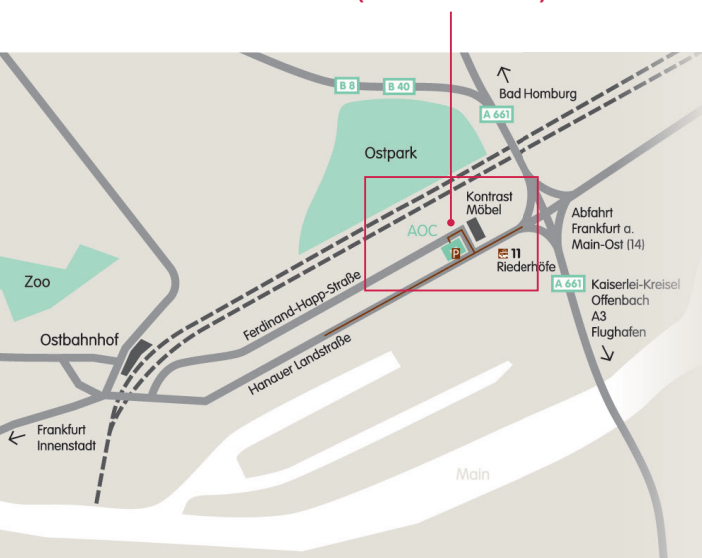 B 8
B 40
Bad Homburg
A 661
Ostpark
Kontrast
Möbel
AOC
P
11
Riederhöfe
Abfahrt
Frankfurt a.
Main-Ost (14)
Zoo
A 661
Kaiserlei-Kreisel
Offenbach
A3
Flughafen
Ferdinand-Happ-Straße
Ostbahnhof
Hanauer Landstraße
Frankfurt
Innenstadt
Main